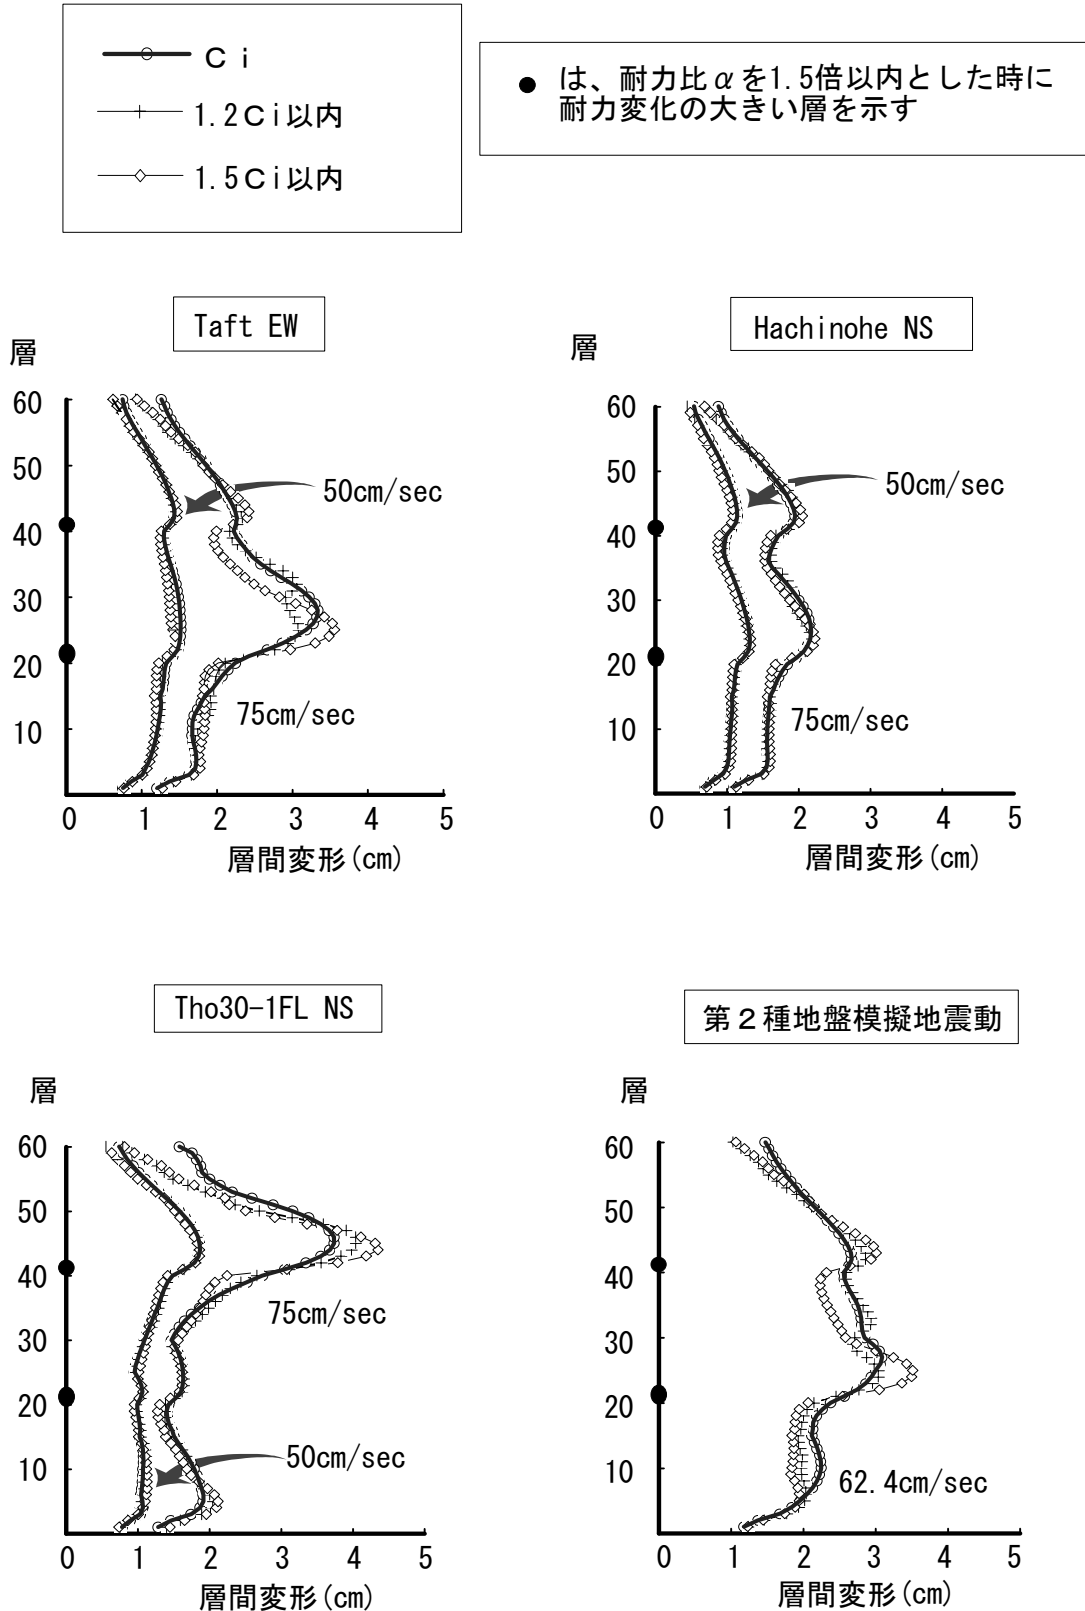 Ｃｉ
1.2Ｃi以内
1.5Ｃi以内
● は、耐力比αを1.5倍以内とした時に
耐力変化の大きい層を示す
Taft EW
層
60
50
40
30
20
10
50cm/sec
75cm/sec
0 1 2 3 4 5
層間変形(cm)
Hachinohe NS
層
60
50
40
30
20
10
50cm/sec
75cm/sec
0 1 2 3 4 5
層間変形(cm)
Tho30-1FL NS
層
60
50
40
30
20
10
75cm/sec
50cm/sec
0 1 2 3 4 5
層間変形(cm)
第２種地盤模擬地震動
層
60
50
40
30
20
10
62.4cm/sec
0 1 2 3 4 5
層間変形(cm)